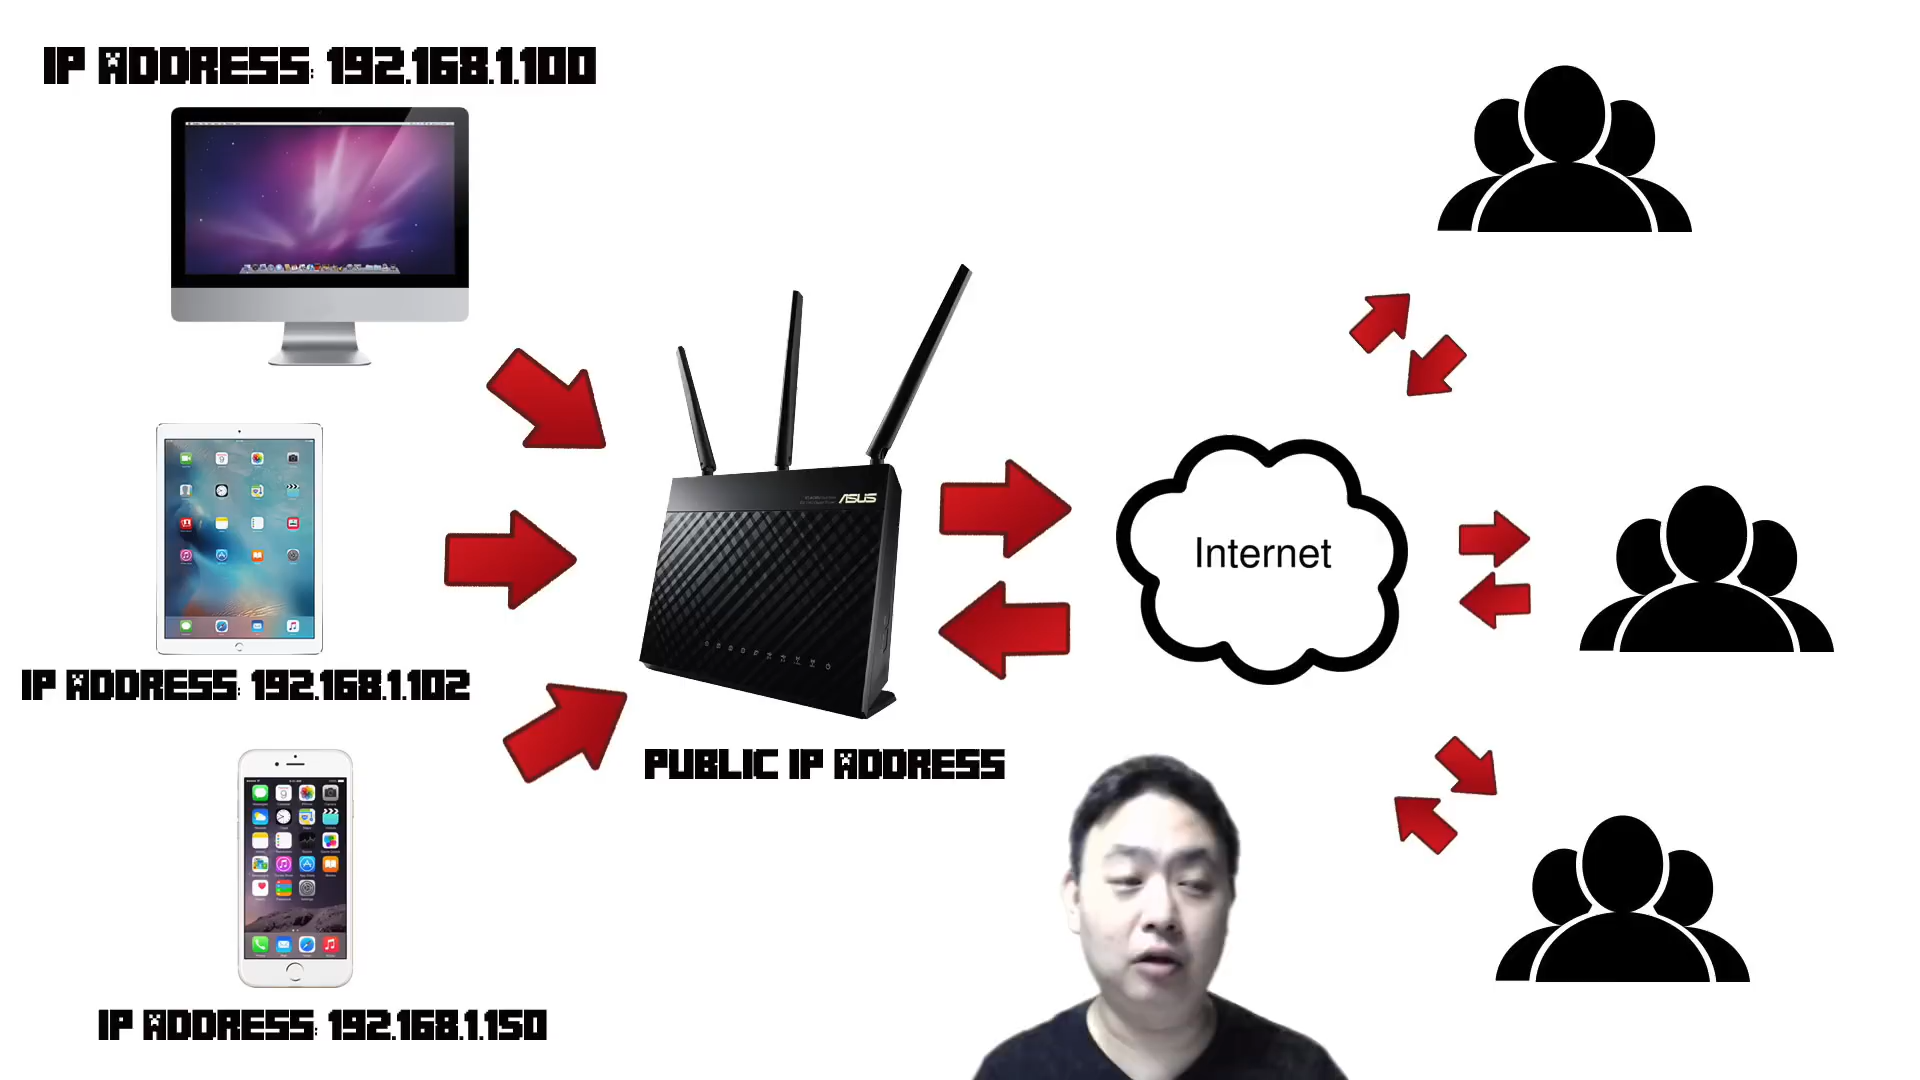 IP ADDRESS: 192.168.1.100
ASUS
Internet
IP ADDRESS: 192.168.1.102
PUBLIC IP ADDRESS
IP ADDRESS: 192.168.1.150